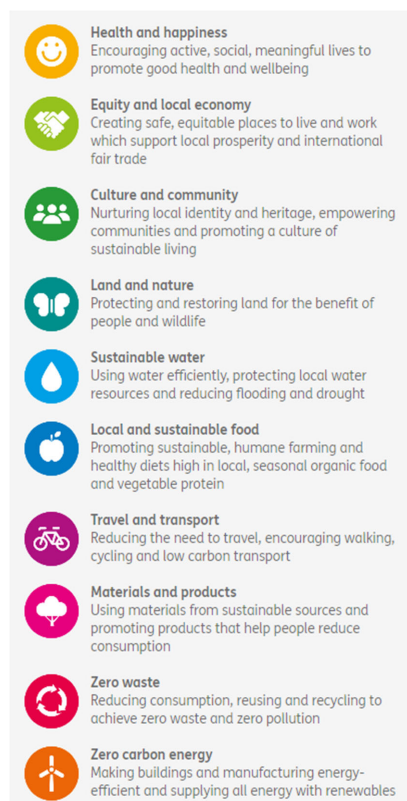 Health and happiness
Encouraging active, social, meaningful lives to
promote good health and wellbeing
Equity and local economy
Creating safe, equitable places to live and work
which support local prosperity and international
fair trade
Culture and community
Nurturing local identity and heritage, empowering
communities and promoting a culture of
sustainable living
Land and nature
Protecting and restoring land for the benefit of
people and wildlife
Sustainable water
Using water efficiently, protecting local water
resources and reducing flooding and drought
Local and sustainable food
Promoting sustainable, humane farming and
healthy diets high in local, seasonal organic food
and vegetable protein
Travel and transport
Reducing the need to travel, encouraging walking,
cycling and low carbon transport
Materials and products
Using materials from sustainable sources and
promoting products that help people reduce
consumption
Zero waste
Reducing consumption, reusing and recycling to
achieve zero waste and zero pollution
Zero carbon energy
Making buildings and manufacturing energy-
efficient and supplying all energy with renewables